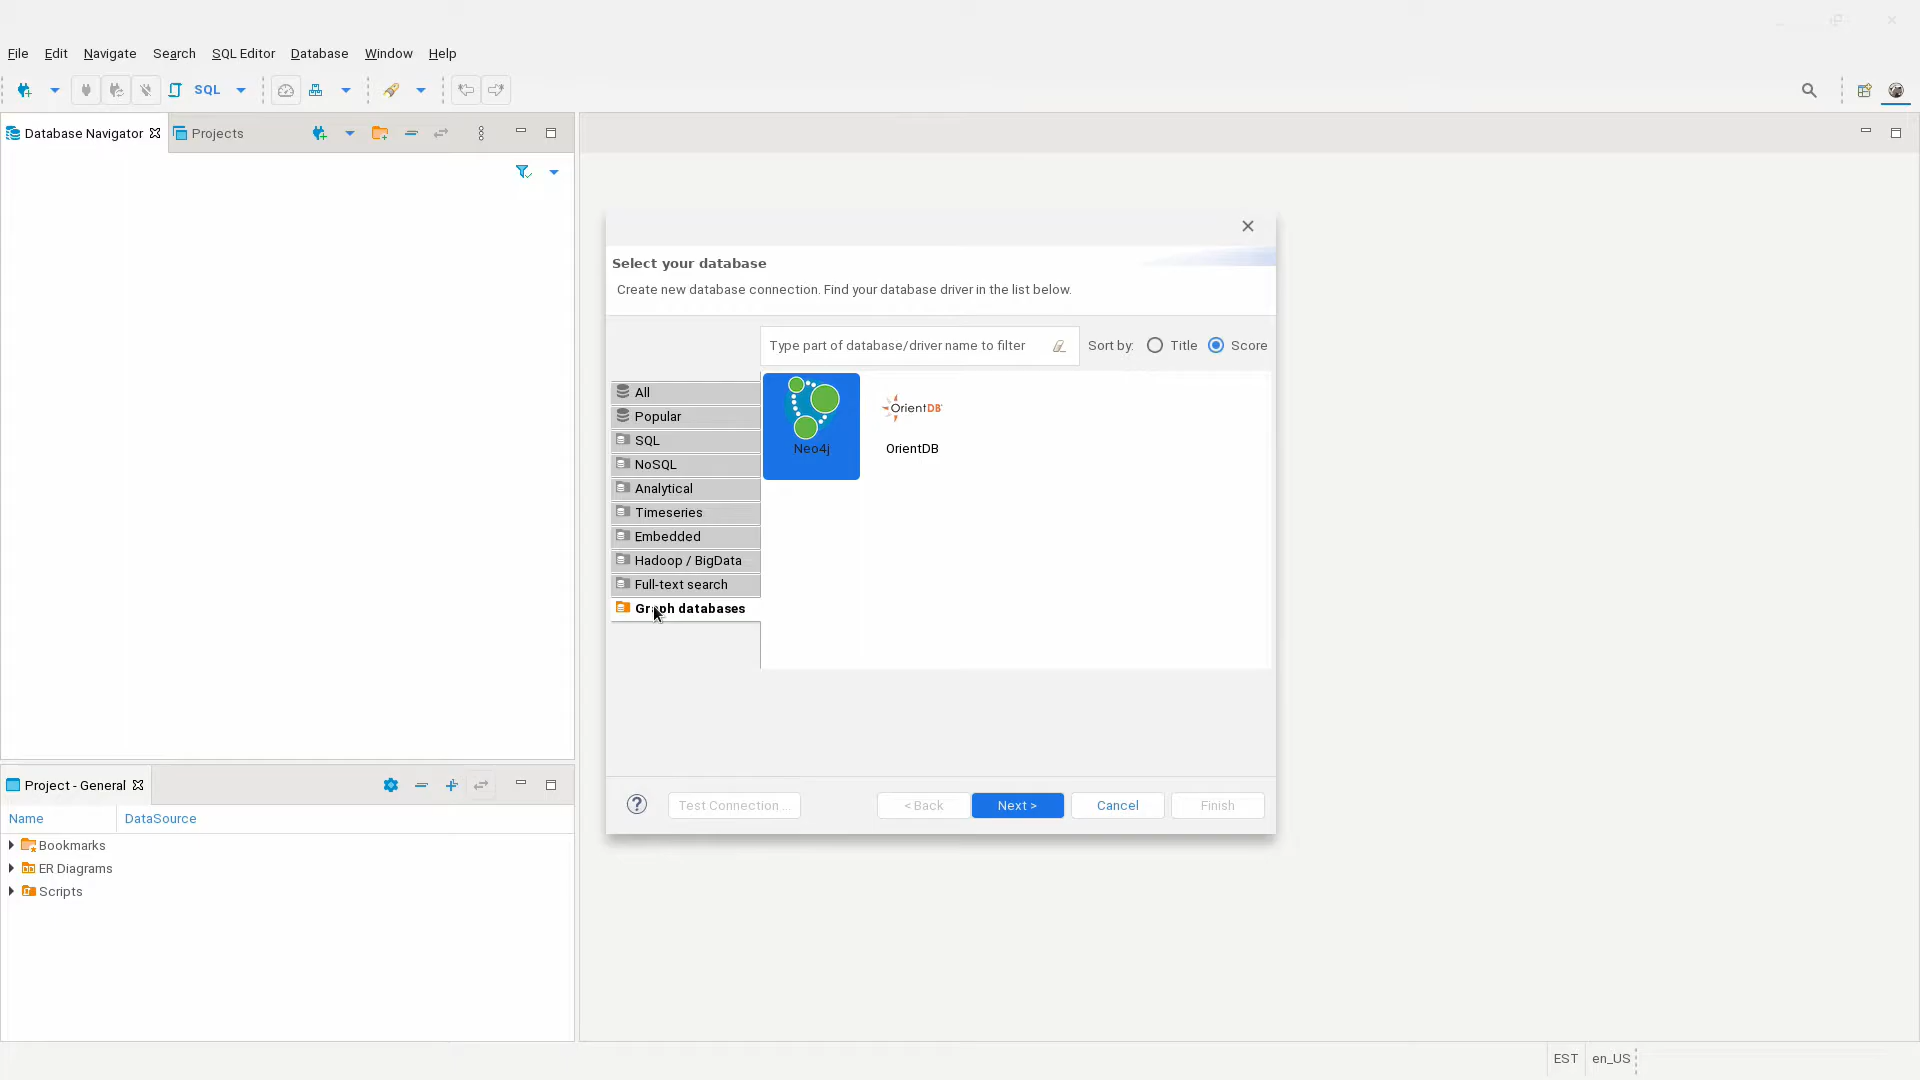 File Edit Navigate Search SQL Editor Database Window Help
SQL
Database Navigator Projects
Select your database
Create new database connection. Find your database driver in the list below.
Type part of database/driver name to filter Sort by: Title Score
All
Popular
SQL
NoSQL
Analytical
Timeseries
Embedded
Hadoop / BigData
Full-text search
Graph databases
Neo4j
OrientDB
OrientDB
Test Connection ... < Back Next > Cancel Finish
Project - General
Name DataSource
Bookmarks
ER Diagrams
Scripts
EST en_US